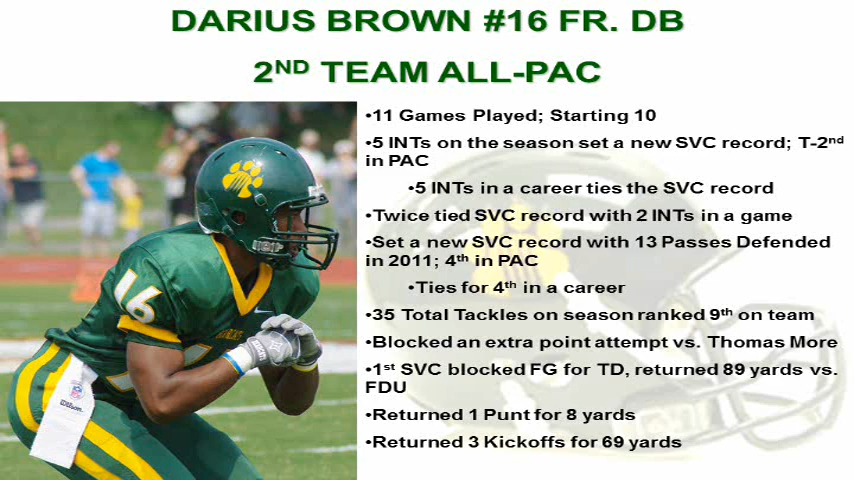 DARIUS BROWN #16 FR. DB
2ND TEAM ALL-PAC
•11 Games Played; Starting 10
•5 INTs on the season set a new SVC record; T-2nd
in PAC
•5 INTs in a career ties the SVC record
•Twice tied SVC record with 2 INTs in a game
•Set a new SVC record with 13 Passes Defended
in 2011; 4th in PAC
•Ties for 4th in a career
•35 Total Tackles on season ranked 9th on team
•Blocked an extra point attempt vs. Thomas More
•1st SVC blocked FG for TD, returned 89 yards vs.
FDU
•Returned 1 Punt for 8 yards
•Returned 3 Kickoffs for 69 yards
16
Wilson